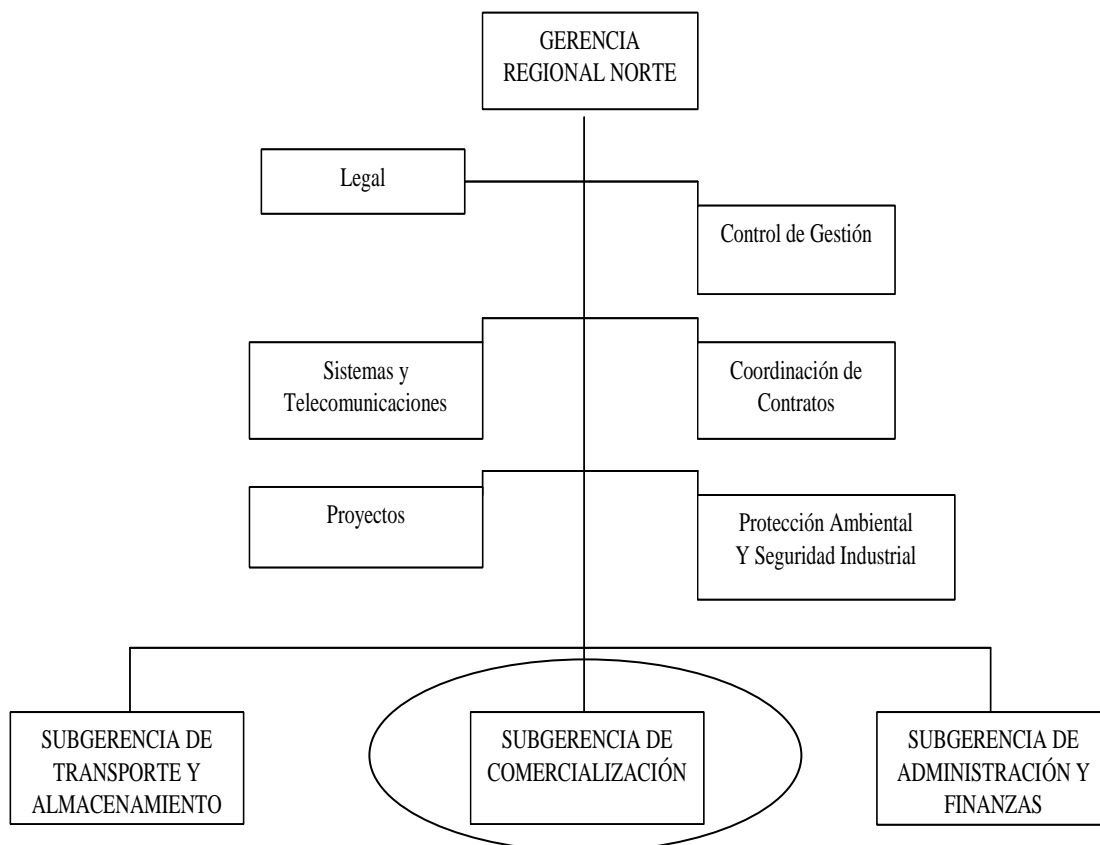 GERENCIA
REGIONAL NORTE
Legal
Control de Gestión
Sistemas y
Telecomunicaciones
Coordinación de
Contratos
Proyectos
Protección Ambiental
Y Seguridad Industrial
SUBGERENCIA DE
TRANSPORTE Y
ALMACENAMIENTO
SUBGERENCIA DE
COMERCIALIZACIÓN
SUBGERENCIA DE
ADMINISTRACIÓN Y
FINANZAS